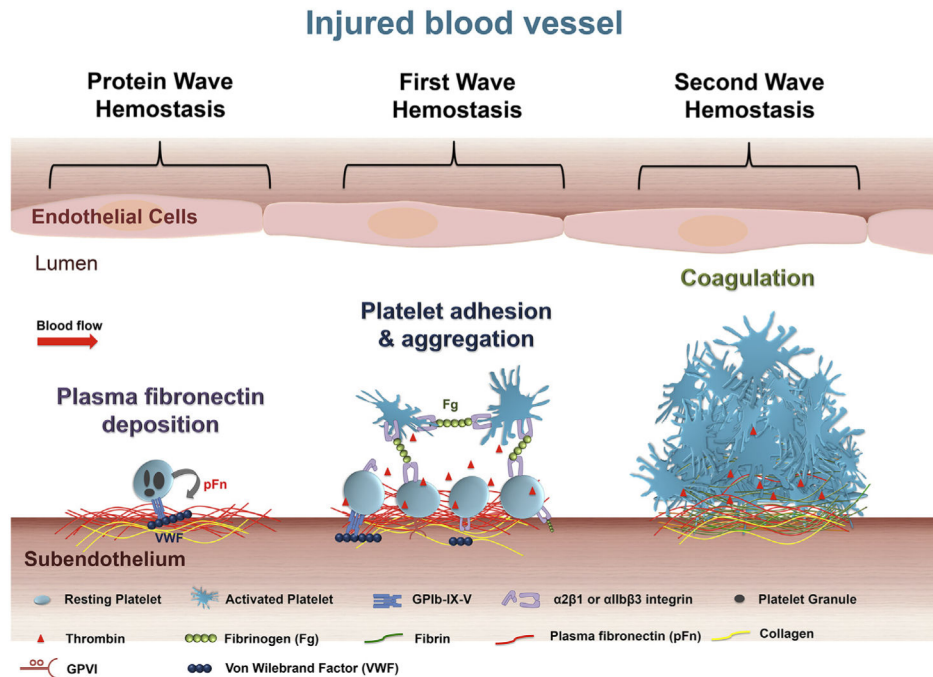 Injured blood vessel
Protein Wave
Hemostasis
First Wave
Hemostasis
Second Wave
Hemostasis
Endothelial Cells
Lumen
Coagulation
Platelet adhesion
& aggregation
Blood flow
Plasma fibronectin
deposition
Fg
pFn
VWF
Subendothelium
Resting Platelet
Activated Platelet
GPIb-IX-V
α2β1 or αIIbβ3 integrin
Platelet Granule
Thrombin
Fibrinogen (Fg)
Fibrin
Plasma fibronectin (pFn)
Collagen
GPVI
Von Wilebrand Factor (VWF)